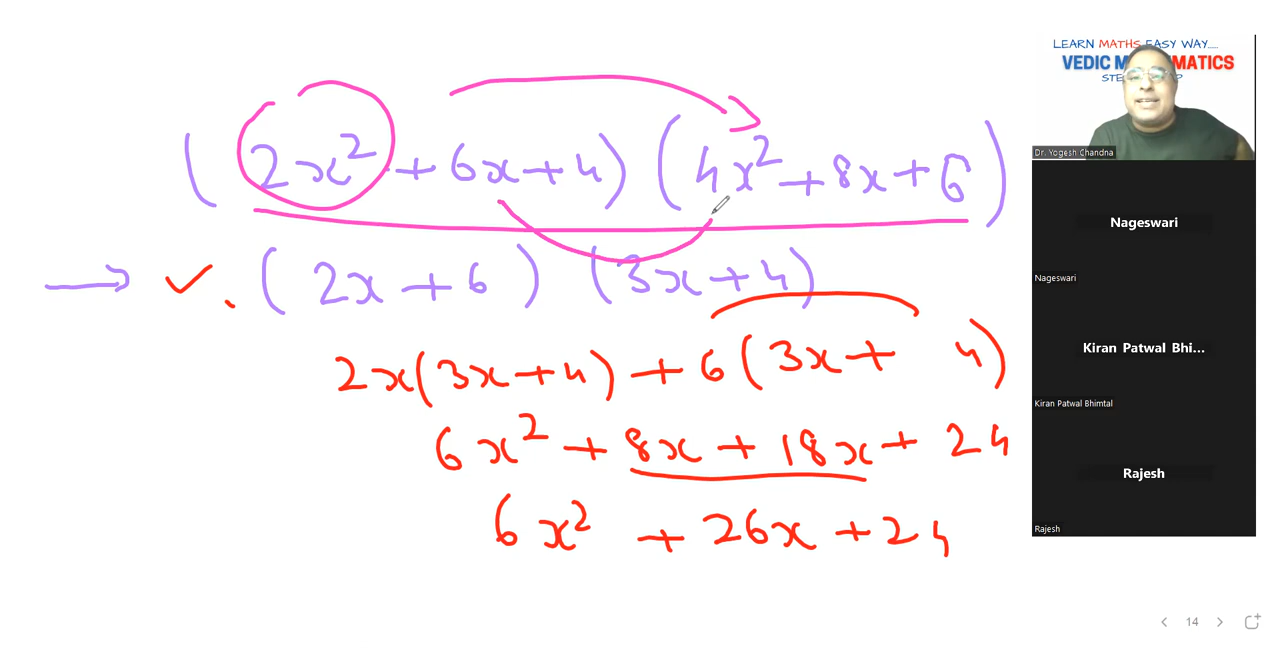 LEARN MATHS EASY WAY....
VEDIC M MATHEMATICS
Dr. Yogesh Chandna
(2x² + 6x + 4) (4x² + 8x + 6)
(2x + 6) (3x + 4)
2x(3x + 4) + 6(3x + 4)
6x² + 8x + 18x + 24
6x² + 26x + 24
Nageswari
Nageswari
Kiran Patwal Bhi...
Kiran Patwal Bhimtal
Rajesh
Rajesh
14